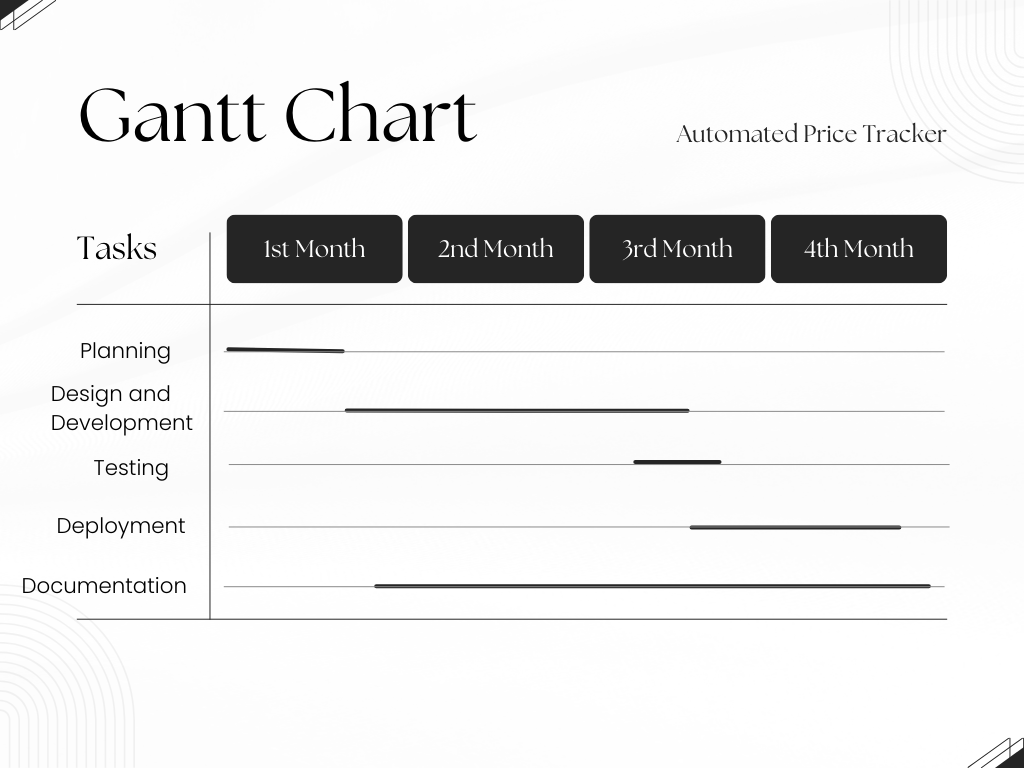 Gantt Chart
Automated Price Tracker
Tasks
1st Month
2nd Month
3rd Month
4th Month
Planning
Design and
Development
Testing
Deployment
Documentation